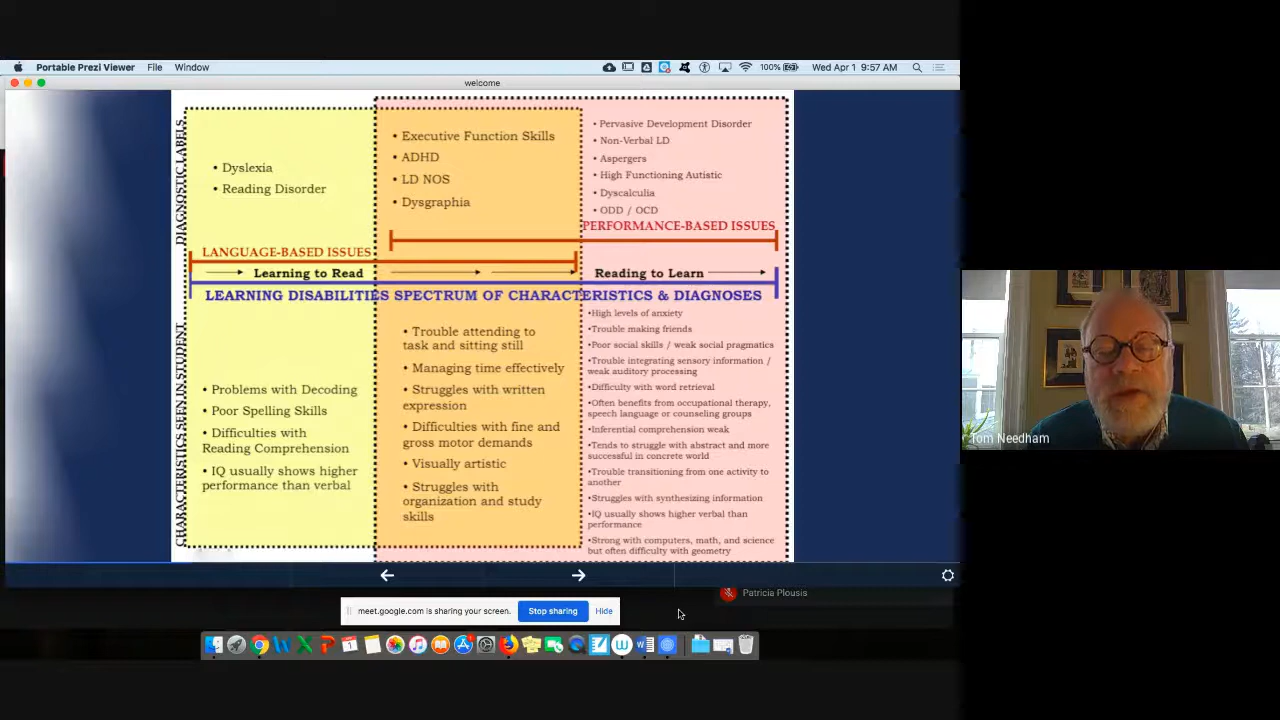 Portable Prezi Viewer File Window 100% Wed Apr 1 9:57 AM
welcome
DIAGNOSTIC LABELS
• Dyslexia
• Reading Disorder
• Executive Function Skills
• ADHD
• LD NOS
• Dysgraphia
• Pervasive Development Disorder
• Non-Verbal LD
• Aspergers
• High Functioning Autistic
• Dyscalculia
• ODD / OCD
PERFORMANCE-BASED ISSUES
LANGUAGE-BASED ISSUES
Learning to Read
Reading to Learn
LEARNING DISABILITIES SPECTRUM OF CHARACTERISTICS & DIAGNOSES
CHARACTERISTICS SEEN IN STUDENT
• Problems with Decoding
• Poor Spelling Skills
• Difficulties with
Reading Comprehension
• IQ usually shows higher
performance than verbal
• Trouble attending to
task and sitting still
• Managing time effectively
• Struggles with written
expression
• Difficulties with fine and
gross motor demands
• Visually artistic
• Struggles with
organization and study
skills
•High levels of anxiety
•Trouble making friends
•Poor social skills / weak social pragmatics
•Trouble integrating sensory information /
weak auditory processing
•Difficulty with word retrieval
•Often benefits from occupational therapy,
speech language or counseling groups
•Inferential comprehension weak
•Tends to struggle with abstract and more
successful in concrete world
•Trouble transitioning from one activity to
another
•Struggles with synthesizing information
•IQ usually shows higher verbal than
performance
•Strong with computers, math, and science
but often difficulty with geometry
Tom Needham
Patricia Plousis
meet.google.com is sharing your screen. Stop sharing Hide